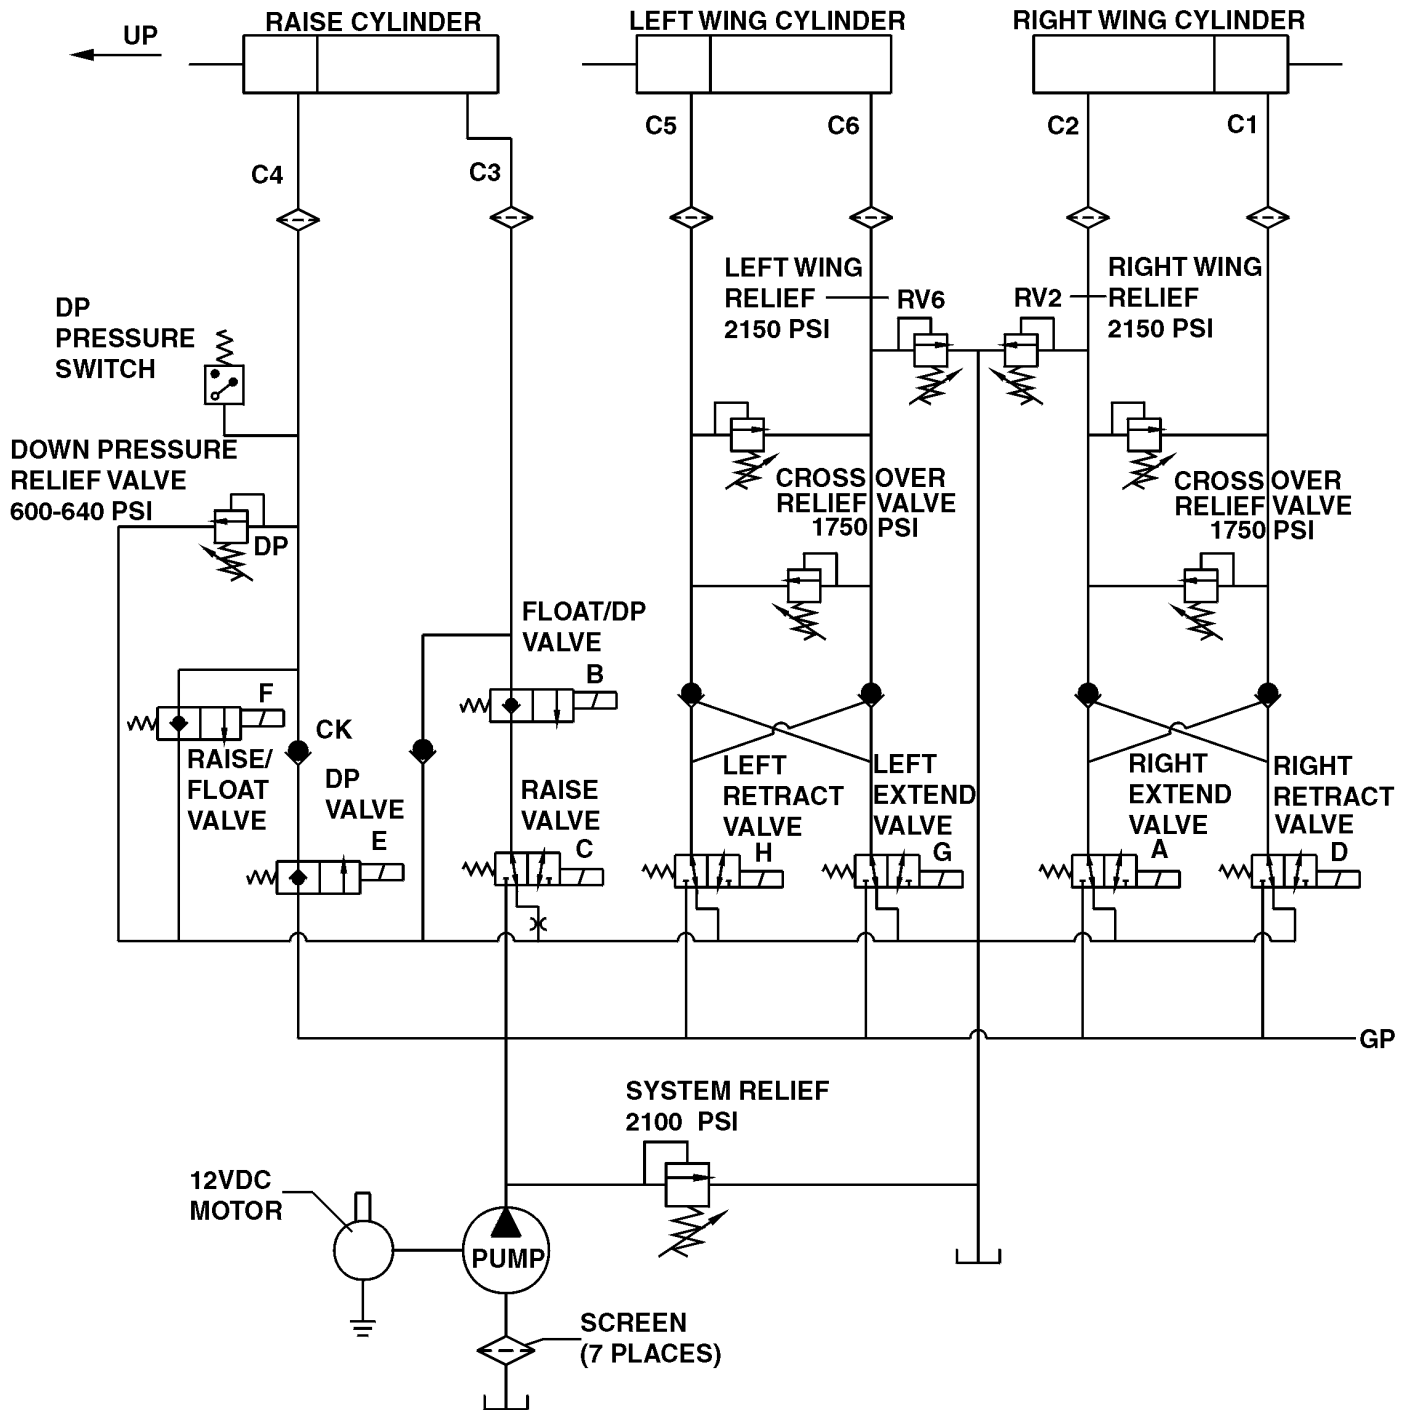 RAISE CYLINDER
LEFT WING CYLINDER
RIGHT WING CYLINDER
UP
C5
C6
C2
C1
C4
C3
LEFT WING
RELIEF
2150 PSI
RV6
RV2
RIGHT WING
RELIEF
2150 PSI
DP
PRESSURE
SWITCH
DOWN PRESSURE
RELIEF VALVE
600-640 PSI
DP
CROSS OVER
RELIEF VALVE
1750 PSI
CROSS OVER
RELIEF VALVE
1750 PSI
FLOAT/DP
VALVE
B
F
RAISE/
FLOAT
VALVE
CK
DP
VALVE
E
RAISE
VALVE
C
LEFT
RETRACT
VALVE
H
LEFT
EXTEND
VALVE
G
RIGHT
EXTEND
VALVE
A
RIGHT
RETRACT
VALVE
D
GP
SYSTEM RELIEF
2100 PSI
12VDC
MOTOR
PUMP
SCREEN
(7 PLACES)